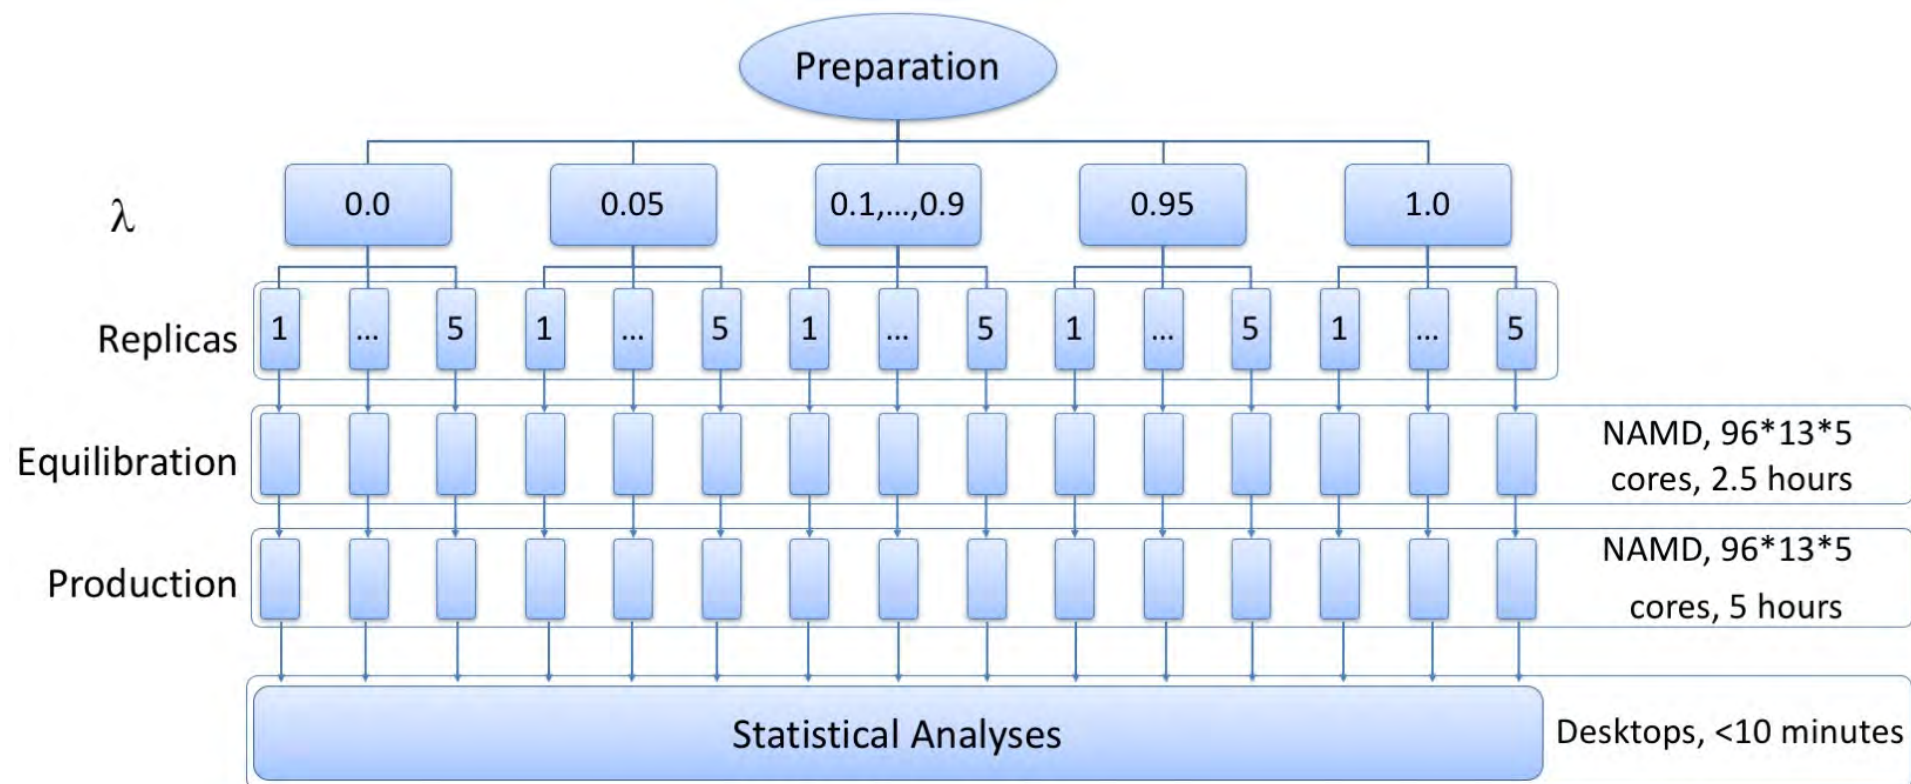 Preparation
λ
0.0 0.05 0.1,...,0.9 0.95 1.0
Replicas 1 ... 5 1 ... 5 1 ... 5 1 ... 5 1 ... 5
Equilibration
NAMD, 96*13*5
cores, 2.5 hours
Production
NAMD, 96*13*5
cores, 5 hours
Statistical Analyses
Desktops, <10 minutes